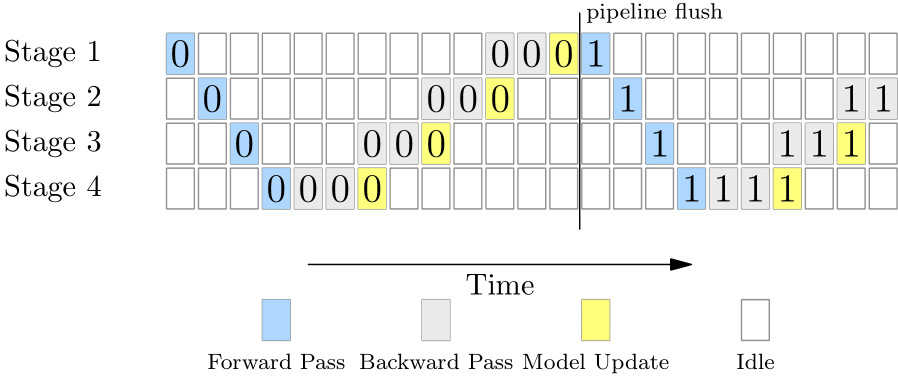 pipeline flush
Stage 1 0 0 0 0 1
Stage 2 0 0 0 0 1 1 1
Stage 3 0 0 0 0 1 1 1 1
Stage 4 0 0 0 0 1 1 1 1
Time
Forward Pass Backward Pass Model Update Idle